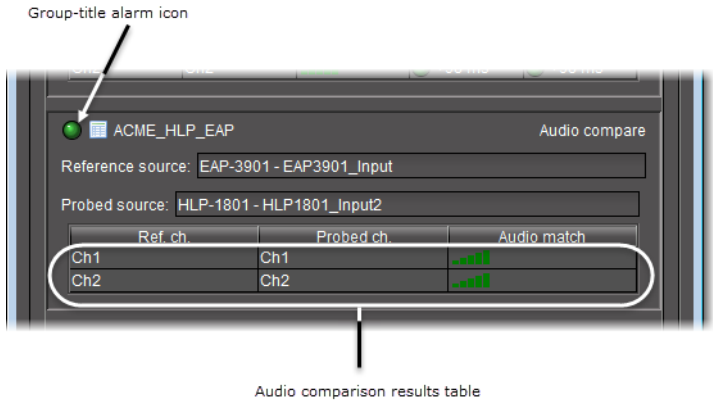 Group-title alarm icon
ACME_HLP_EAP Audio compare
Reference source: EAP-3901 - EAP3901_Input
Probed source: HLP-1801 - HLP1801_Input2
Ref. ch. Probed ch. Audio match
Ch1 Ch1
Ch2 Ch2
Audio comparison results table